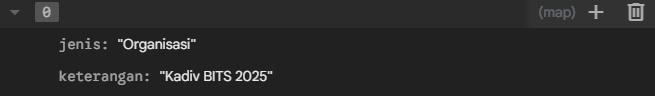 0 (map)
jenis: "Organisasi"
keterangan: "Kadiv BITS 2025"